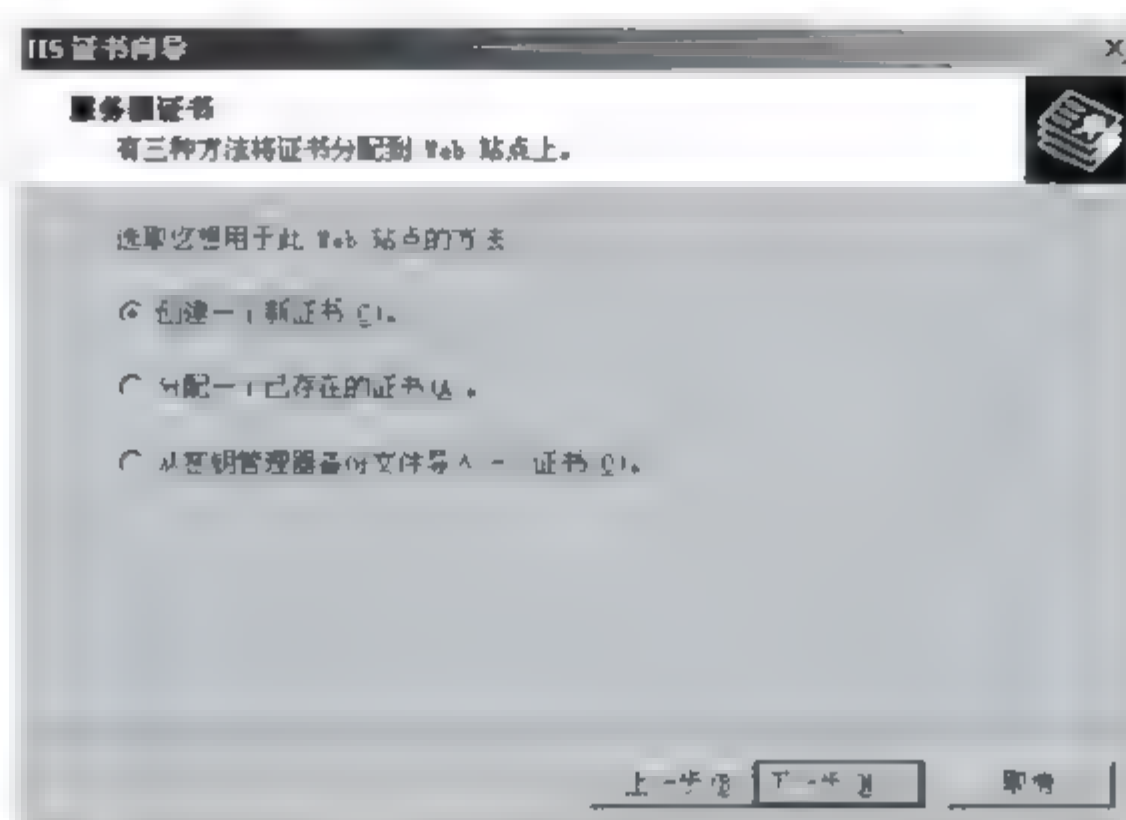 IIS 证书向导
服务器证书
有三种方法将证书分配到 Web 站点上。
选取您想用于此 Web 站点的方法
创建一个新证书(C)。
分配一个已存在的证书(A)。
从密钥管理器备份文件导入一个证书
上一步(B) 下一步(N) 取消